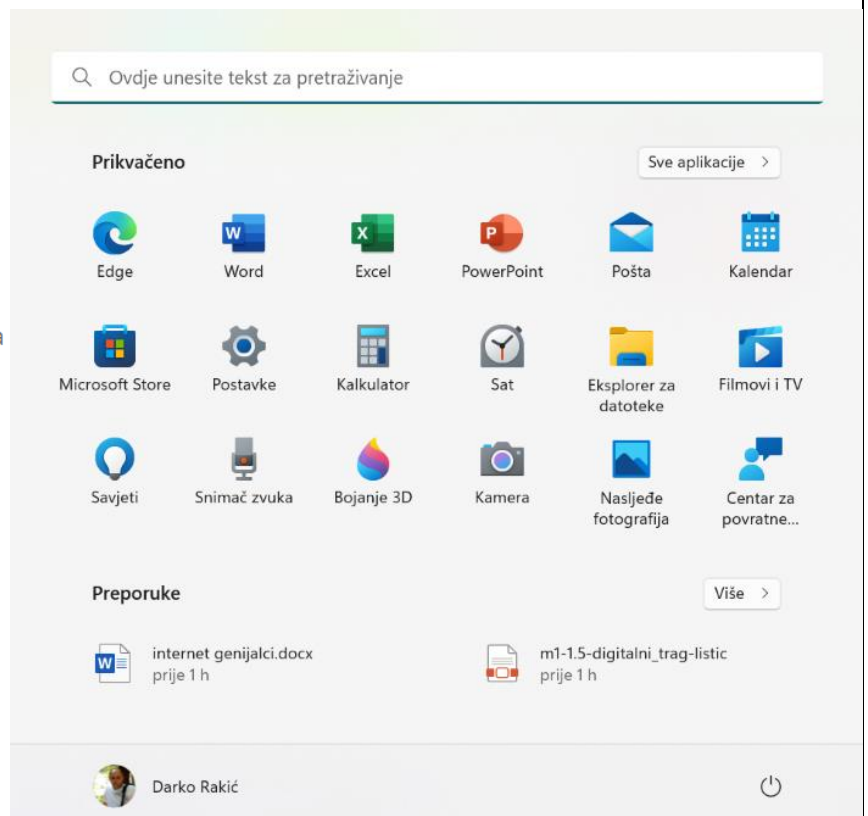 Ovdje unesite tekst za pretraživanje
Prikvačeno
Sve aplikacije
Edge
Word
Excel
PowerPoint
Pošta
Kalendar
Microsoft Store
Postavke
Kalkulator
Sat
Eksplorer za
datoteke
Filmovi i TV
Savjeti
Snimač zvuka
Bojanje 3D
Kamera
Nasljeđe
fotografija
Centar za
povratne...
Preporuke
Više
internet genijalci.docx
prije 1 h
m1-1.5-digitalni_trag-listic
prije 1 h
Darko Rakić